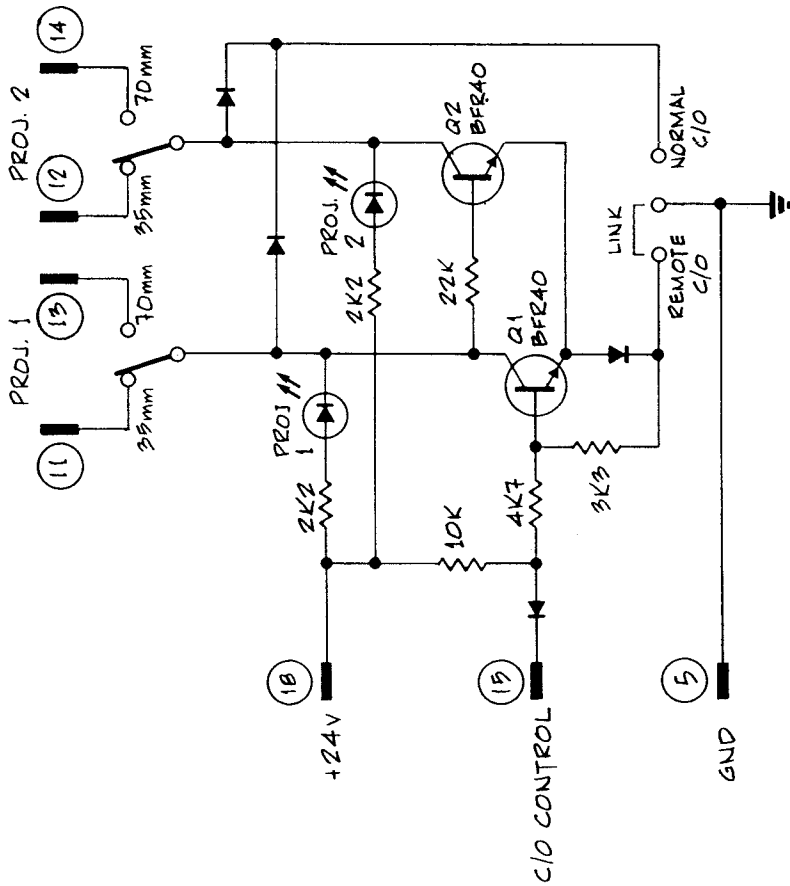 PROJ. 1
PROJ. 2
11
13
12
14
35mm
70mm
35mm
70mm
PROJ
1
2K2
PROJ.
2
2K2
22K
Q2
BFR40
Q1
BFR40
10K
4K7
3K3
18
+24V
15
C/O CONTROL
5
GND
LINK
REMOTE
C/O
NORMAL
C/O